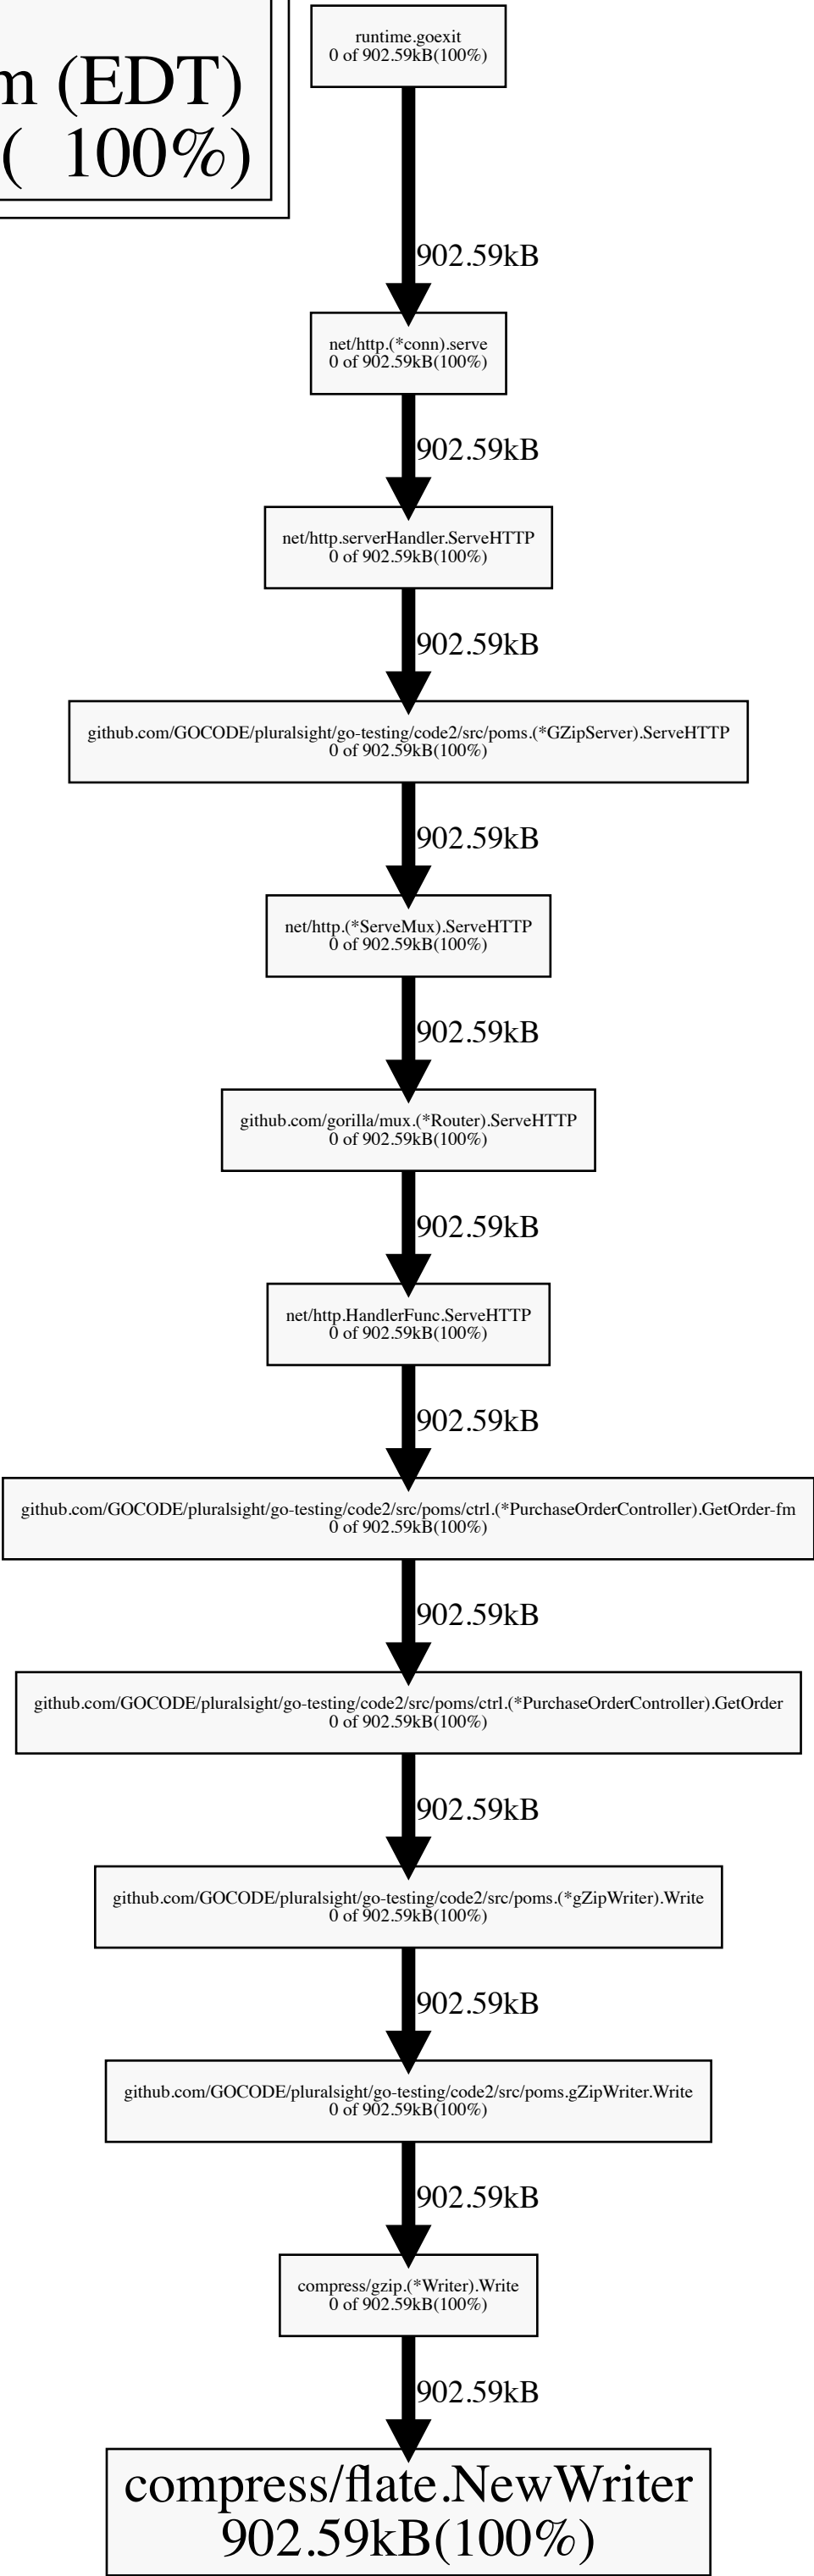 m (EDT)
( 100%)
runtime.goexit
0 of 902.59kB(100%)
902.59kB
net/http.(*conn).serve
0 of 902.59kB(100%)
902.59kB
net/http.serverHandler.ServeHTTP
0 of 902.59kB(100%)
902.59kB
github.com/GOCODE/pluralsight/go-testing/code2/src/poms.(*GZipServer).ServeHTTP
0 of 902.59kB(100%)
902.59kB
net/http.(*ServeMux).ServeHTTP
0 of 902.59kB(100%)
902.59kB
github.com/gorilla/mux.(*Router).ServeHTTP
0 of 902.59kB(100%)
902.59kB
net/http.HandlerFunc.ServeHTTP
0 of 902.59kB(100%)
902.59kB
github.com/GOCODE/pluralsight/go-testing/code2/src/poms/ctrl.(*PurchaseOrderController).GetOrder-fm
0 of 902.59kB(100%)
902.59kB
github.com/GOCODE/pluralsight/go-testing/code2/src/poms/ctrl.(*PurchaseOrderController).GetOrder
0 of 902.59kB(100%)
902.59kB
github.com/GOCODE/pluralsight/go-testing/code2/src/poms.(*gZipWriter).Write
0 of 902.59kB(100%)
902.59kB
github.com/GOCODE/pluralsight/go-testing/code2/src/poms.gZipWriter.Write
0 of 902.59kB(100%)
902.59kB
compress/gzip.(*Writer).Write
0 of 902.59kB(100%)
902.59kB
compress/flate.NewWriter
902.59kB(100%)